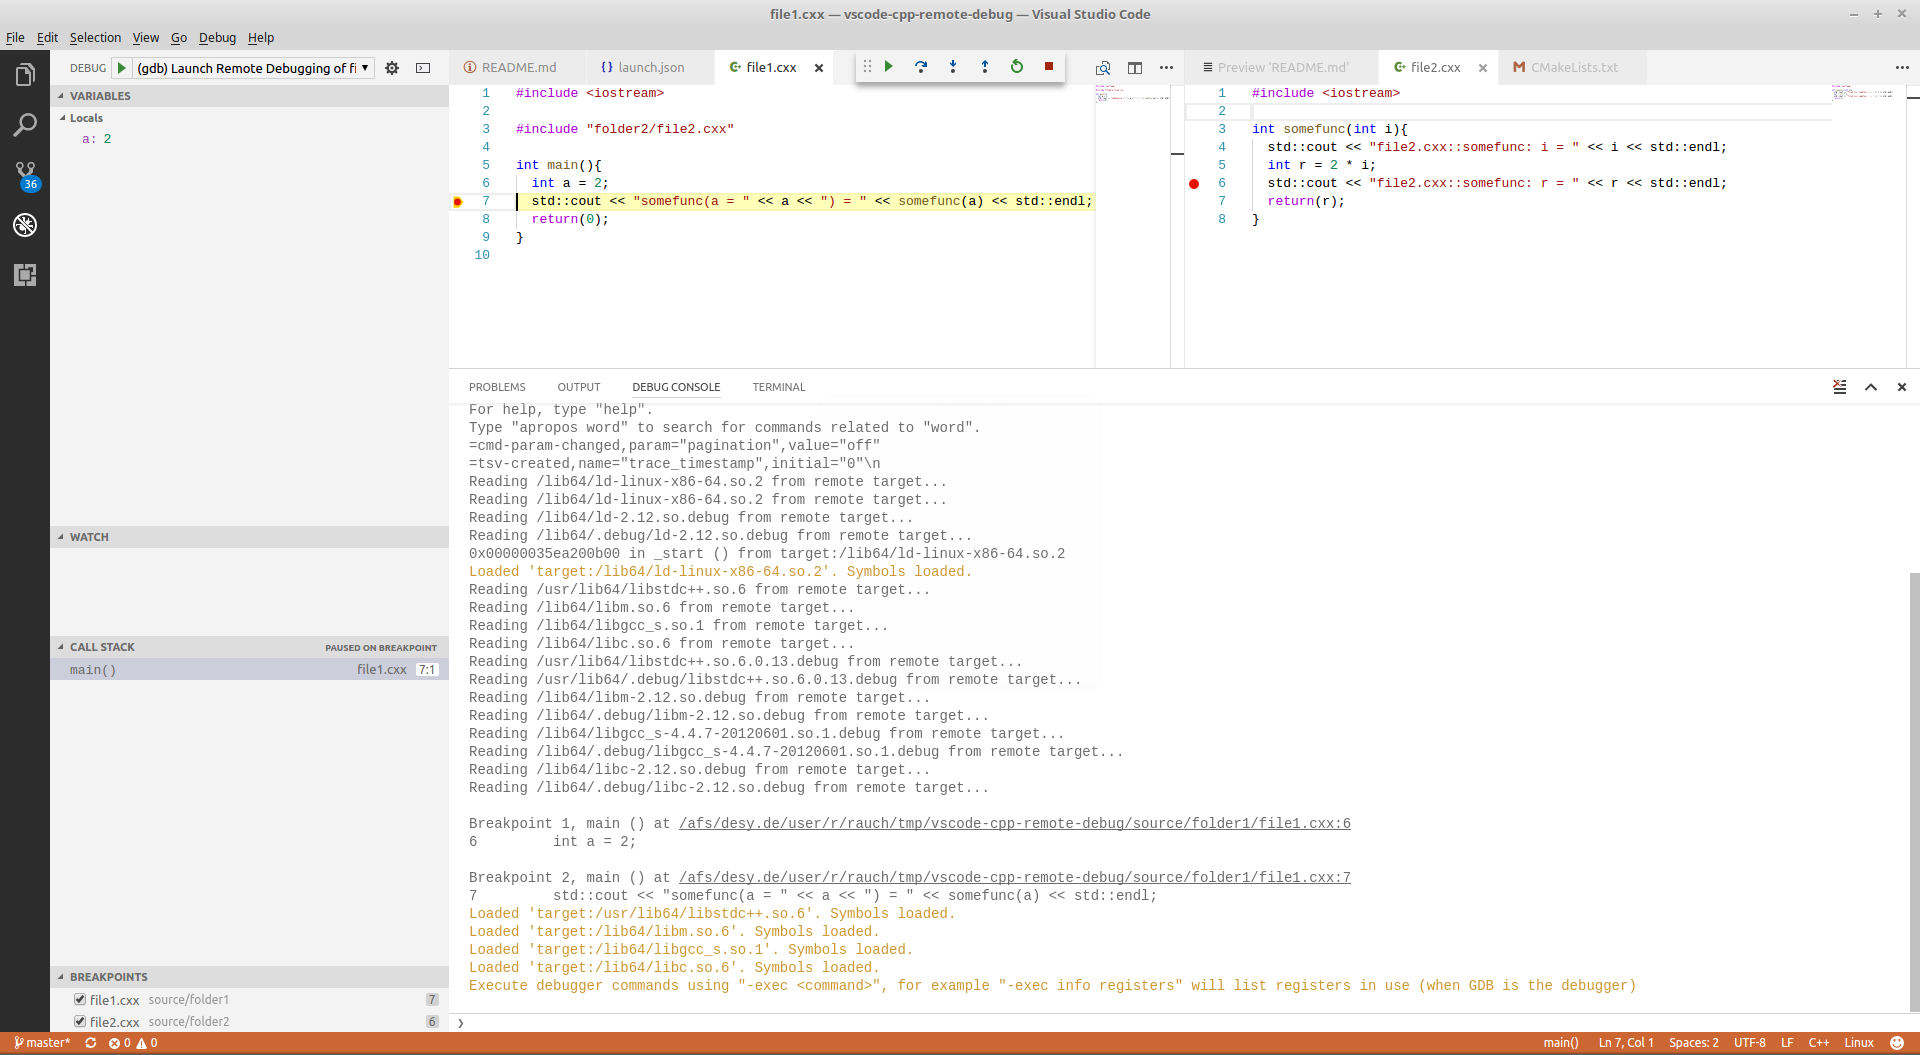 file1.cxx — vscode-cpp-remote-debug — Visual Studio Code
File Edit Selection View Go Debug Help
DEBUG (gdb) Launch Remote Debugging of fi
VARIABLES
Locals
a: 2
WATCH
CALL STACK PAUSED ON BREAKPOINT
main() file1.cxx 7:1
BREAKPOINTS
file1.cxx source/folder1 7
file2.cxx source/folder2 6
36
README.md launch.json file1.cxx
1 #include <iostream>
2
3 #include "folder2/file2.cxx"
4
5 int main(){
6 int a = 2;
7 std::cout << "somefunc(a = " << a << ") = " << somefunc(a) << std::endl;
8 return(0);
9 }
10
Preview 'README.md' file2.cxx CMakeLists.txt
1 #include <iostream>
2
3 int somefunc(int i){
4 std::cout << "file2.cxx::somefunc: i = " << i << std::endl;
5 int r = 2 * i;
6 std::cout << "file2.cxx::somefunc: r = " << r << std::endl;
7 return(r);
8 }
PROBLEMS OUTPUT DEBUG CONSOLE TERMINAL
For help, type "help".
Type "apropos word" to search for commands related to "word".
=cmd-param-changed,param="pagination",value="off"
=tsv-created,name="trace_timestamp",initial="0"\n
Reading /lib64/ld-linux-x86-64.so.2 from remote target...
Reading /lib64/ld-linux-x86-64.so.2 from remote target...
Reading /lib64/ld-2.12.so.debug from remote target...
Reading /lib64/.debug/ld-2.12.so.debug from remote target...
0x00000035ea200b00 in _start () from target:/lib64/ld-linux-x86-64.so.2
Loaded 'target:/lib64/ld-linux-x86-64.so.2'. Symbols loaded.
Reading /usr/lib64/libstdc++.so.6 from remote target...
Reading /lib64/libm.so.6 from remote target...
Reading /lib64/libgcc_s.so.1 from remote target...
Reading /lib64/libc.so.6 from remote target...
Reading /usr/lib64/libstdc++.so.6.0.13.debug from remote target...
Reading /usr/lib64/.debug/libstdc++.so.6.0.13.debug from remote target...
Reading /lib64/libm-2.12.so.debug from remote target...
Reading /lib64/.debug/libm-2.12.so.debug from remote target...
Reading /lib64/libgcc_s-4.4.7-20120601.so.1.debug from remote target...
Reading /lib64/.debug/libgcc_s-4.4.7-20120601.so.1.debug from remote target...
Reading /lib64/libc-2.12.so.debug from remote target...
Reading /lib64/.debug/libc-2.12.so.debug from remote target...
Breakpoint 1, main () at /afs/desy.de/user/r/rauch/tmp/vscode-cpp-remote-debug/source/folder1/file1.cxx:6
6 int a = 2;
Breakpoint 2, main () at /afs/desy.de/user/r/rauch/tmp/vscode-cpp-remote-debug/source/folder1/file1.cxx:7
7 std::cout << "somefunc(a = " << a << ") = " << somefunc(a) << std::endl;
Loaded 'target:/usr/lib64/libstdc++.so.6'. Symbols loaded.
Loaded 'target:/lib64/libm.so.6'. Symbols loaded.
Loaded 'target:/lib64/libgcc_s.so.1'. Symbols loaded.
Loaded 'target:/lib64/libc.so.6'. Symbols loaded.
Execute debugger commands using "-exec <command>", for example "-exec info registers" will list registers in use (when GDB is the debugger)
master* 0 0 main() Ln 7, Col 1 Spaces: 2 UTF-8 LF C++ Linux